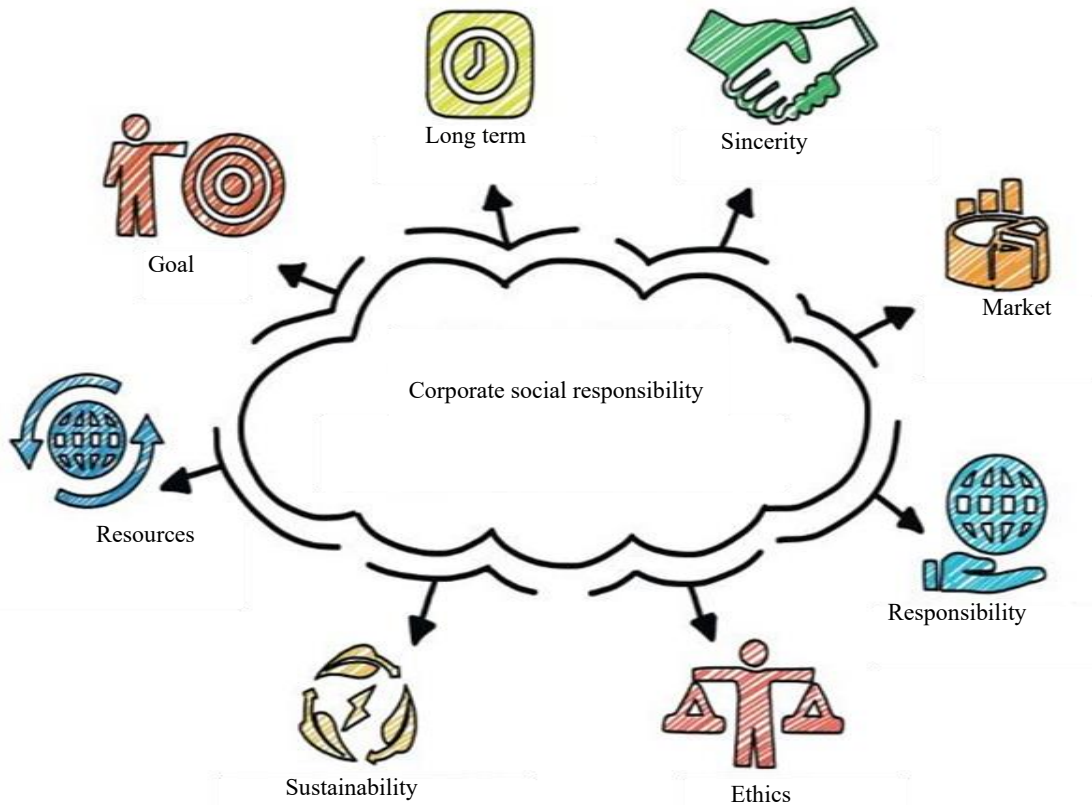 Long term
Sincerity
Goal
Market
Corporate social responsibility
Resources
Responsibility
Sustainability
Ethics